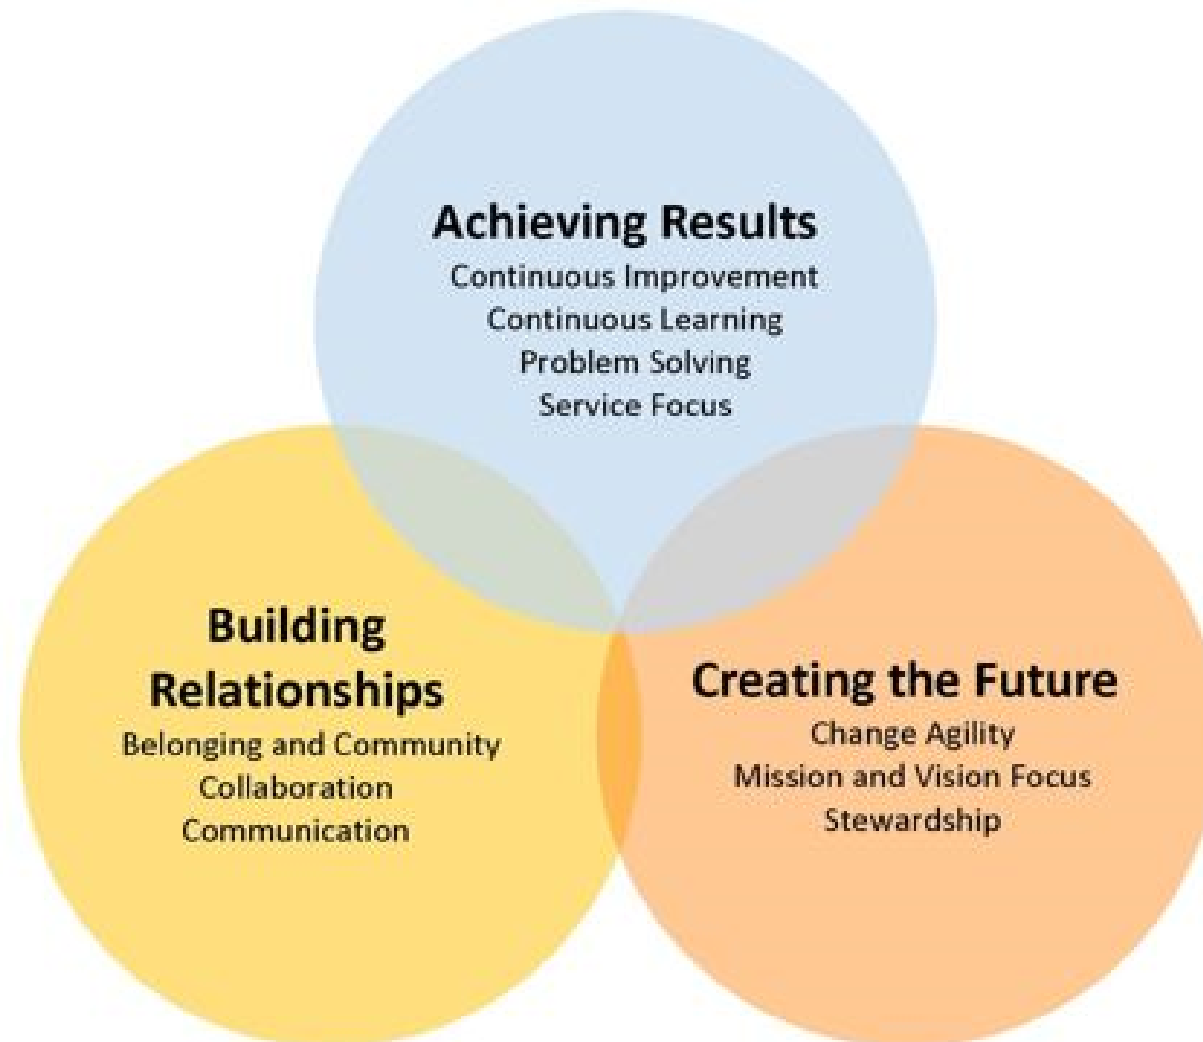 Achieving Results
Continuous Improvement
Continuous Learning
Problem Solving
Service Focus
Building
Relationships
Belonging and Community
Collaboration
Communication
Creating the Future
Change Agility
Mission and Vision Focus
Stewardship